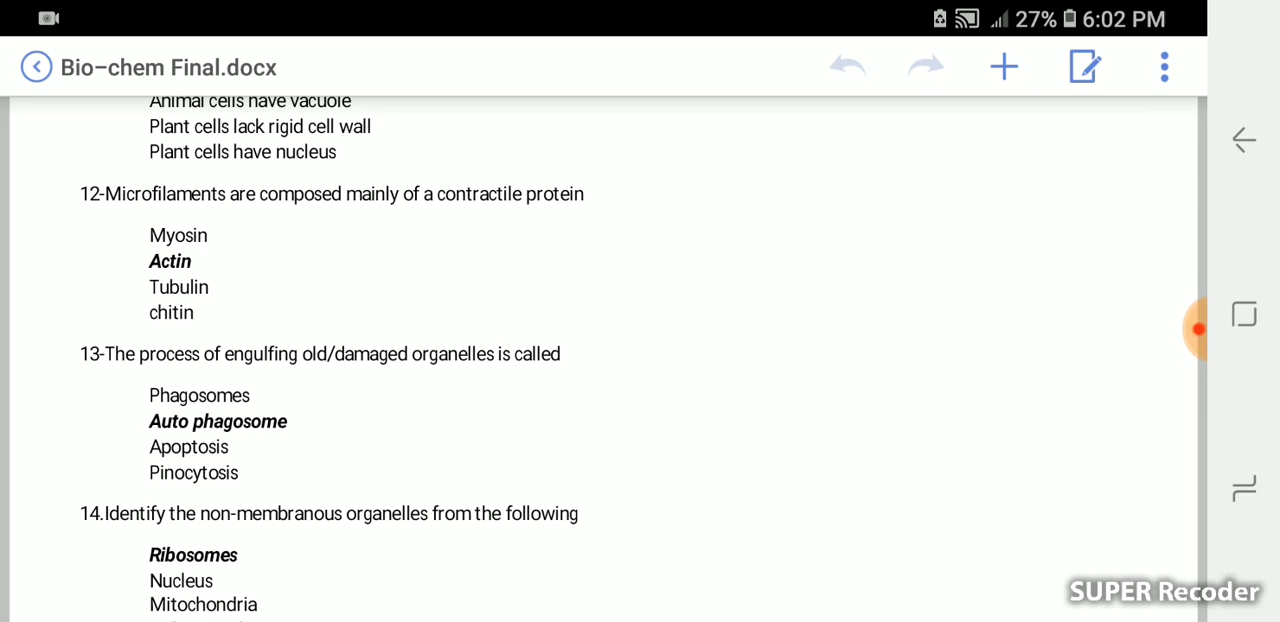 27% 6:02 PM
Bio-chem Final.docx
Animal cells have vacuole
Plant cells lack rigid cell wall
Plant cells have nucleus
12-Microfilaments are composed mainly of a contractile protein
Myosin
Actin
Tubulin
chitin
13-The process of engulfing old/damaged organelles is called
Phagosomes
Auto phagosome
Apoptosis
Pinocytosis
14.Identify the non-membranous organelles from the following
Ribosomes
Nucleus
Mitochondria
SUPER Recoder